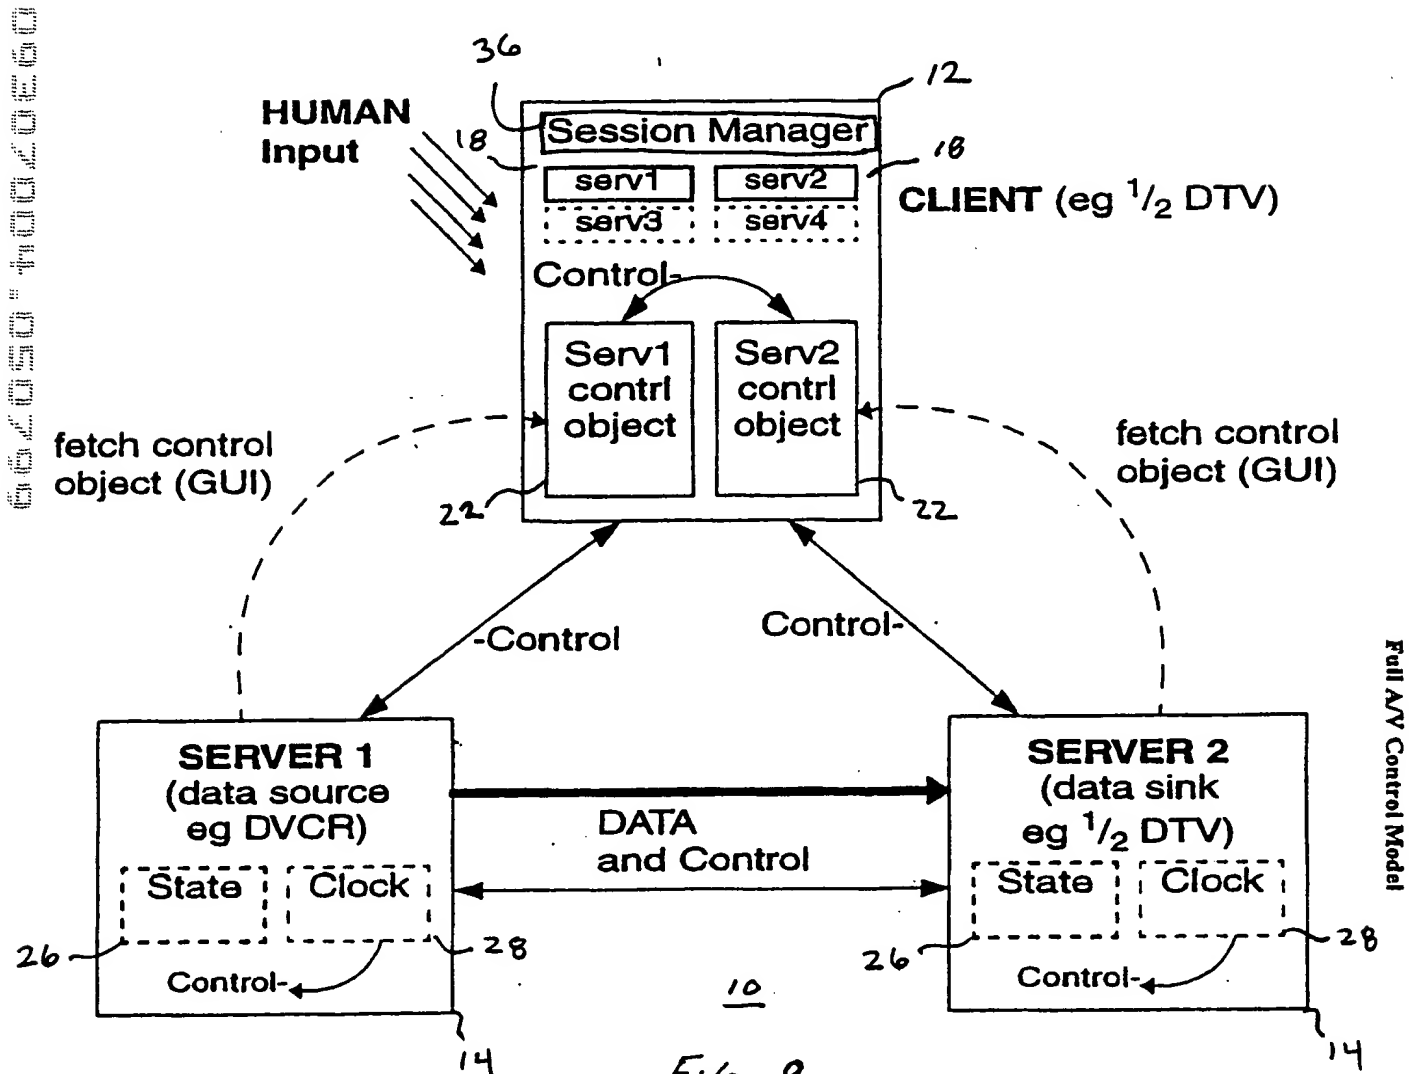 36
12
HUMAN
Input
Session Manager
18
18
serv1
serv2
serv3
serv4
CLIENT (eg 1/2 DTV)
Control-
Serv1
contrl
object
Serv2
contrl
object
fetch control
object (GUI)
fetch control
object (GUI)
22
22
-Control
Control-
SERVER 1
(data source
eg DVCR)
State
Clock
Control-
26
28
14
DATA
and Control
SERVER 2
(data sink
eg 1/2 DTV)
State
Clock
Control-
26
28
14
10
Full A/V Control Model